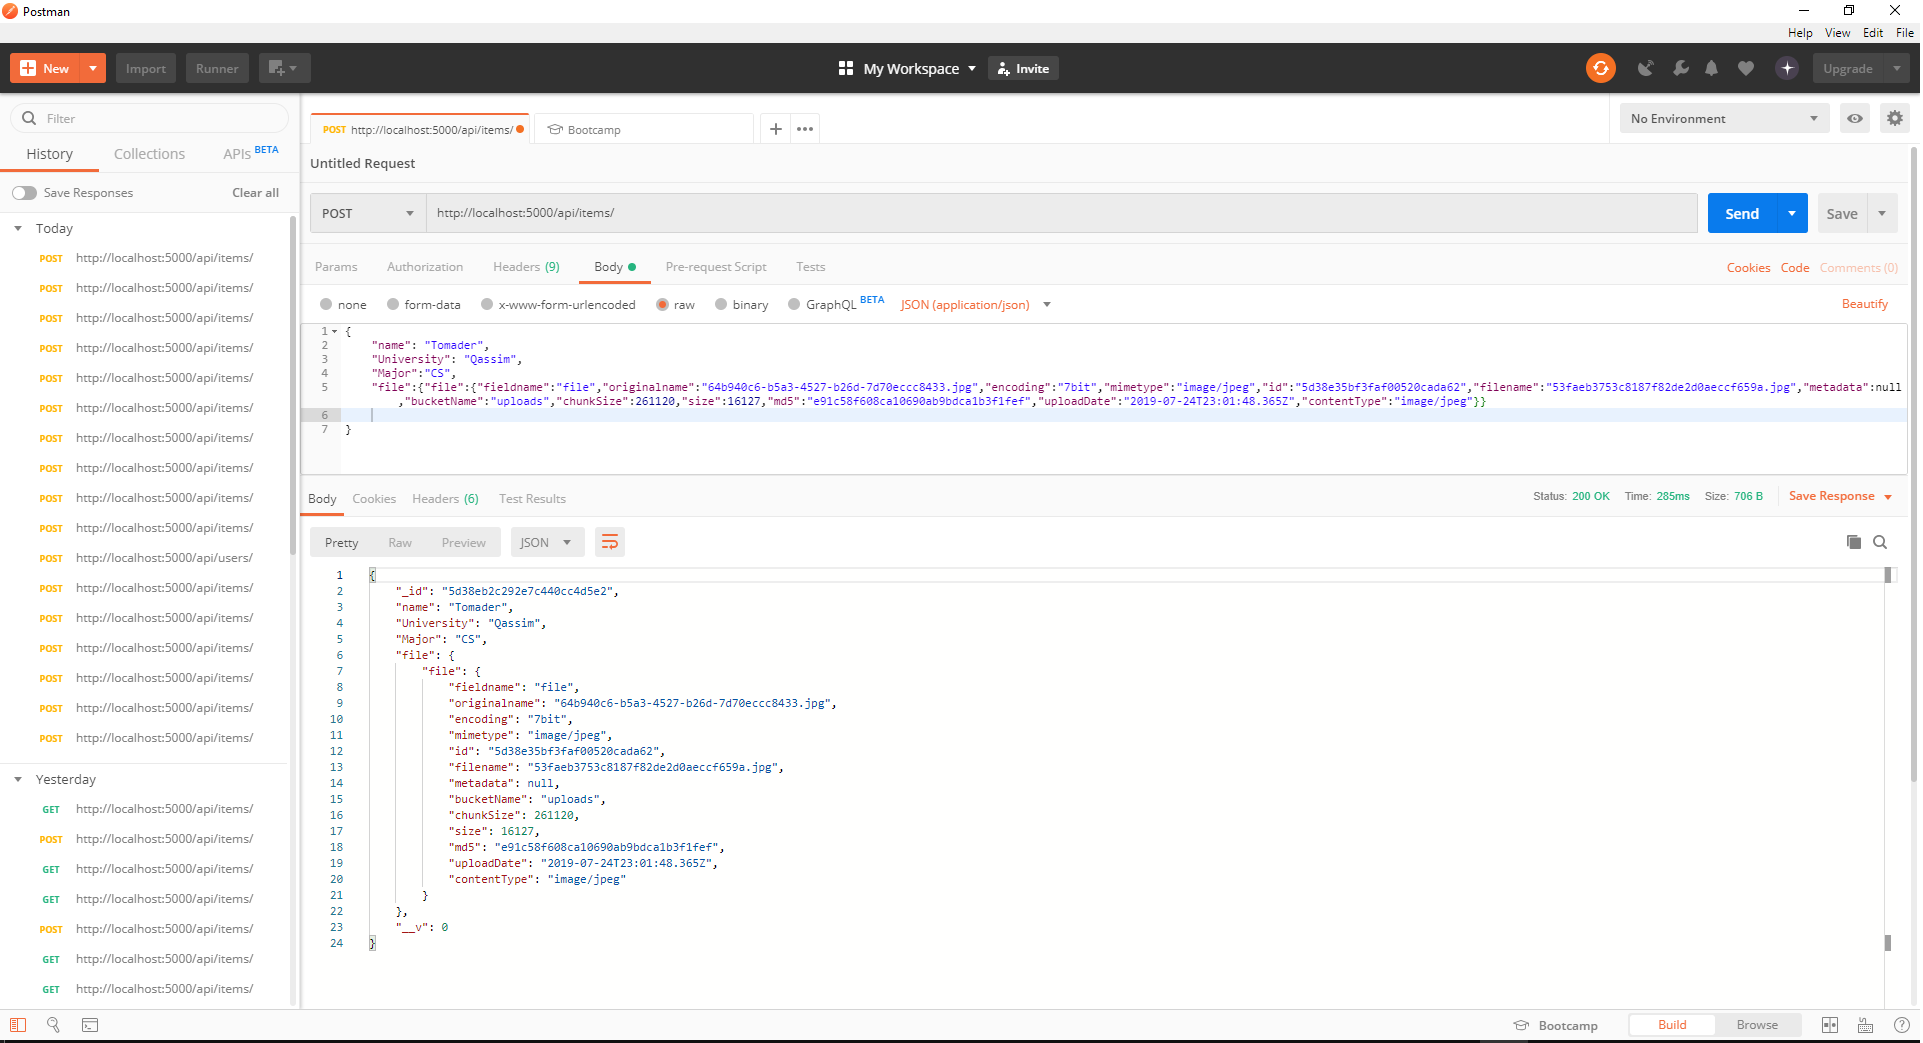 Postman
Help View Edit File
New Import Runner My Workspace Invite Upgrade
Filter
History Collections APIs BETA
Save Responses Clear all
Today
POST http://localhost:5000/api/items/
POST http://localhost:5000/api/items/
POST http://localhost:5000/api/items/
POST http://localhost:5000/api/items/
POST http://localhost:5000/api/items/
POST http://localhost:5000/api/items/
POST http://localhost:5000/api/items/
POST http://localhost:5000/api/items/
POST http://localhost:5000/api/items/
POST http://localhost:5000/api/items/
POST http://localhost:5000/api/users/
POST http://localhost:5000/api/items/
POST http://localhost:5000/api/items/
POST http://localhost:5000/api/items/
POST http://localhost:5000/api/items/
POST http://localhost:5000/api/items/
POST http://localhost:5000/api/items/
Yesterday
GET http://localhost:5000/api/items/
POST http://localhost:5000/api/items/
GET http://localhost:5000/api/items/
GET http://localhost:5000/api/items/
POST http://localhost:5000/api/items/
GET http://localhost:5000/api/items/
GET http://localhost:5000/api/items/
POST http://localhost:5000/api/items/ Bootcamp
No Environment
Untitled Request
POST http://localhost:5000/api/items/ Send Save
Params Authorization Headers (9) Body Pre-request Script Tests Cookies Code Comments (0)
none form-data x-www-form-urlencoded raw binary GraphQL BETA JSON (application/json) Beautify
1 {
2 "name": "Tomader",
3 "University": "Qassim",
4 "Major":"CS",
5 "file":{"file":{"fieldname":"file","originalname":"64b940c6-b5a3-4527-b26d-7d70eccc8433.jpg","encoding":"7bit","mimetype":"image/jpeg","id":"5d38e35bf3faf00520cada62","filename":"53faeb3753c8187f82de2d0aeccf659a.jpg","metadata":null
,"bucketName":"uploads","chunkSize":261120,"size":16127,"md5":"e91c58f608ca10690ab9bdca1b3f1fef","uploadDate":"2019-07-24T23:01:48.365Z","contentType":"image/jpeg"}}
6
7 }
Body Cookies Headers (6) Test Results Status: 200 OK Time: 285ms Size: 706 B Save Response
Pretty Raw Preview JSON
1 {
2 "_id": "5d38eb2c292e7c440cc4d5e2",
3 "name": "Tomader",
4 "University": "Qassim",
5 "Major": "CS",
6 "file": {
7 "file": {
8 "fieldname": "file",
9 "originalname": "64b940c6-b5a3-4527-b26d-7d70eccc8433.jpg",
10 "encoding": "7bit",
11 "mimetype": "image/jpeg",
12 "id": "5d38e35bf3faf00520cada62",
13 "filename": "53faeb3753c8187f82de2d0aeccf659a.jpg",
14 "metadata": null,
15 "bucketName": "uploads",
16 "chunkSize": 261120,
17 "size": 16127,
18 "md5": "e91c58f608ca10690ab9bdca1b3f1fef",
19 "uploadDate": "2019-07-24T23:01:48.365Z",
20 "contentType": "image/jpeg"
21 }
22 },
23 "__v": 0
24 }
Bootcamp Build Browse